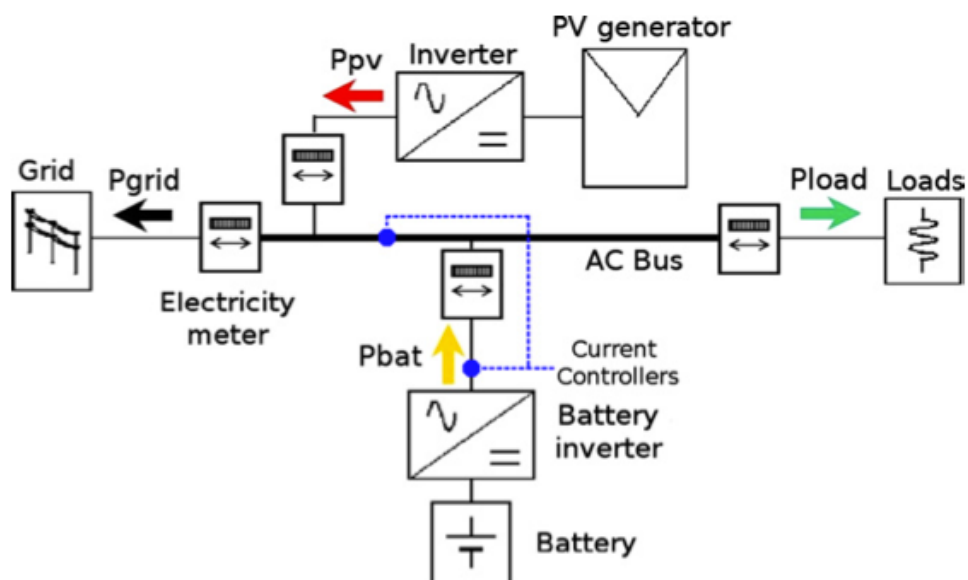 PV generator
Ppv
Inverter
Grid
Pgrid
Pload
Loads
AC Bus
Electricity
meter
Pbat
Current
Controllers
Battery
inverter
Battery